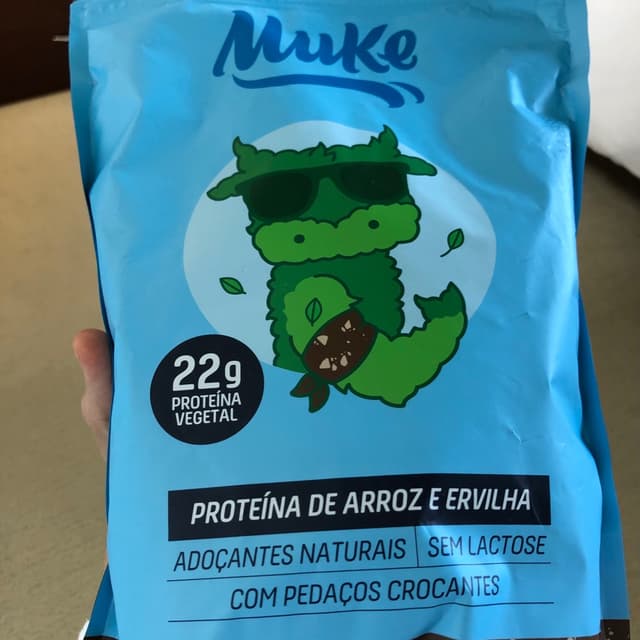 Muke
22g
PROTEÍNA
VEGETAL
PROTEÍNA DE ARROZ E ERVILHA
ADOÇANTES NATURAIS
SEM LACTOSE
COM PEDAÇOS CROCANTES